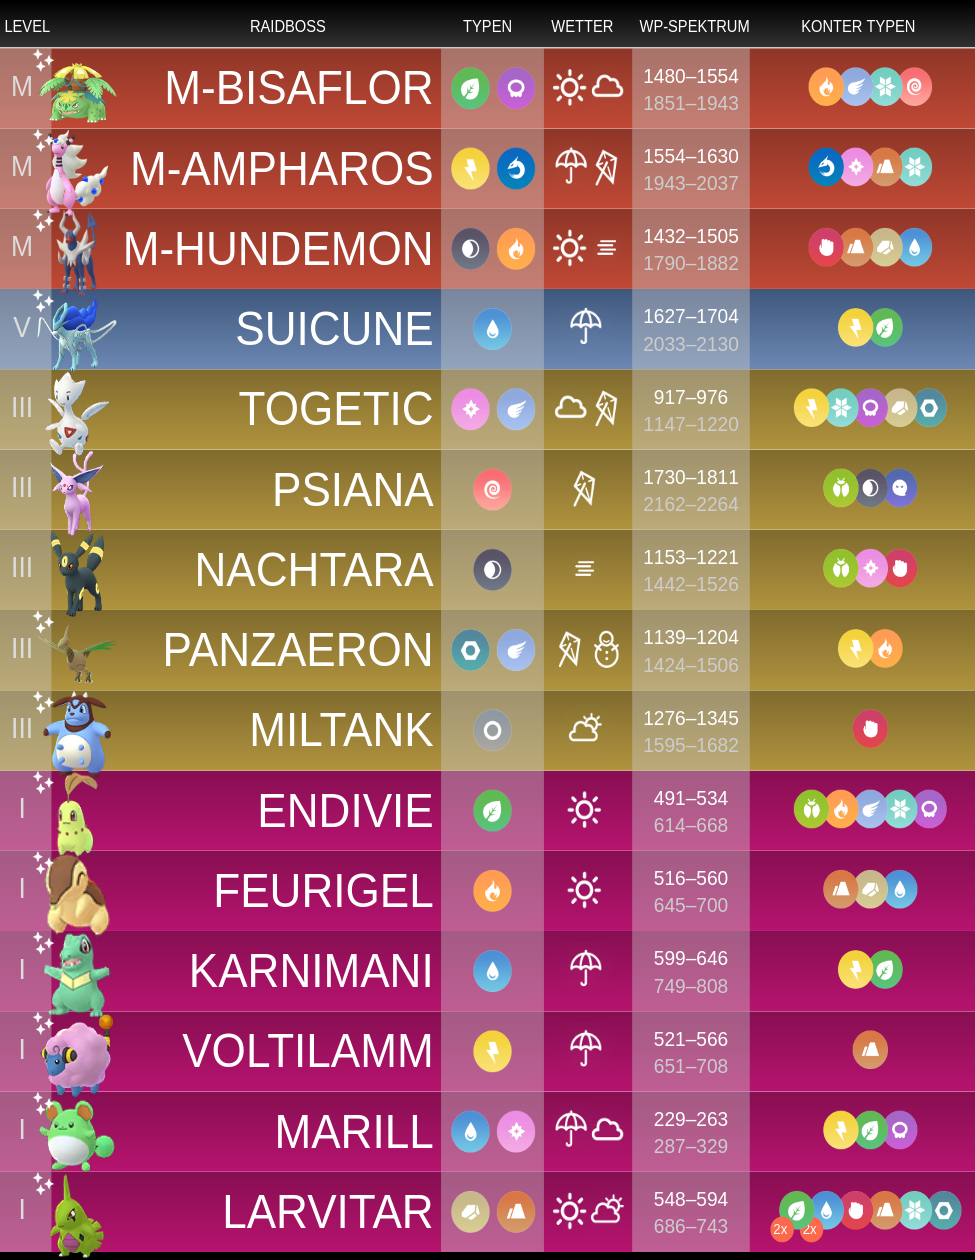 LEVEL RAIDBOSS TYPEN WETTER WP-SPEKTRUM KONTER TYPEN
M M-BISAFLOR 1480–1554
1851–1943
M M-AMPHAROS 1554–1630
1943–2037
M M-HUNDEMON 1432–1505
1790–1882
V SUICUNE 1627–1704
2033–2130
III TOGETIC 917–976
1147–1220
III PSIANA 1730–1811
2162–2264
III NACHTARA 1153–1221
1442–1526
III PANZAERON 1139–1204
1424–1506
III MILTANK 1276–1345
1595–1682
I ENDIVIE 491–534
614–668
I FEURIGEL 516–560
645–700
I KARNIMANI 599–646
749–808
I VOLTILAMM 521–566
651–708
I MARILL 229–263
287–329
I LARVITAR 548–594
686–743 2x 2x